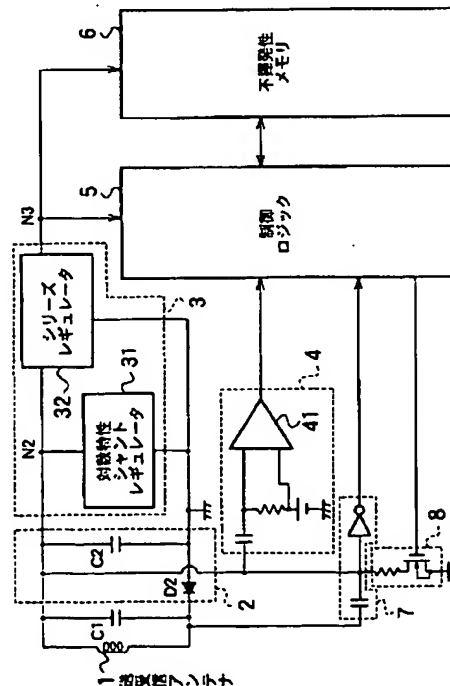 1
送受信アンテナ
C1
D2
2
C2
N2
対数特性
シャント
レギュレータ
31
シリーズ
レギュレータ
32
3
N3
4
41
7
8
制御
ロジック
5
不揮発性
メモリ
6